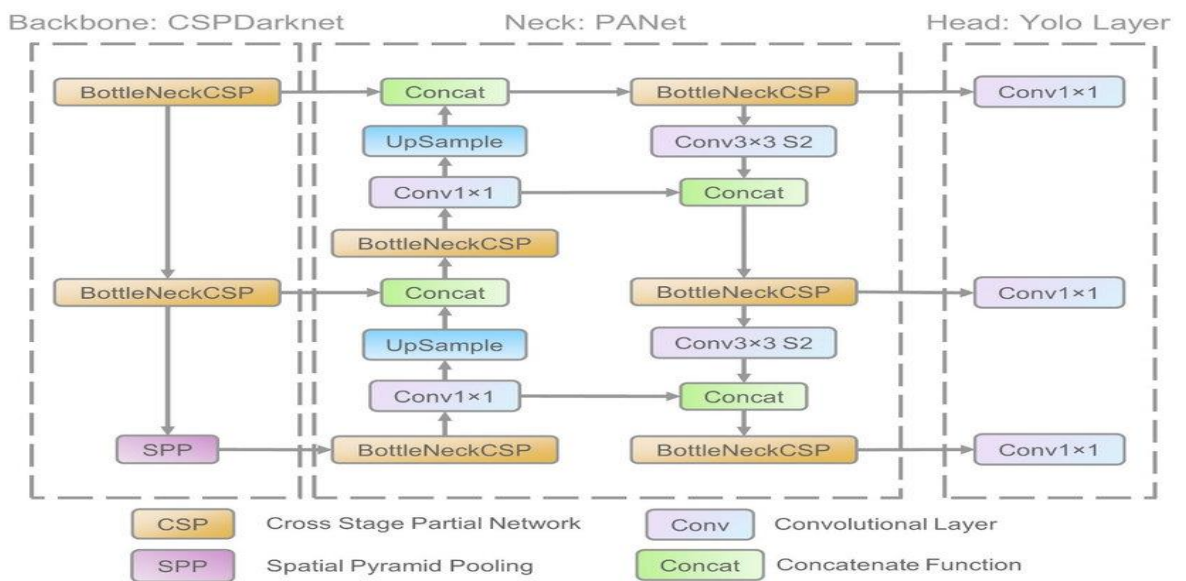 Backbone: CSPDarknet
Neck: PANet
Head: Yolo Layer
BottleNeckCSP
Concat
BottleNeckCSP
Conv1×1
UpSample
Conv3×3 S2
Conv1×1
Concat
BottleNeckCSP
BottleNeckCSP
Concat
BottleNeckCSP
Conv1×1
UpSample
Conv3×3 S2
Conv1×1
Concat
SPP
BottleNeckCSP
BottleNeckCSP
Conv1×1
CSP
Cross Stage Partial Network
Conv
Convolutional Layer
SPP
Spatial Pyramid Pooling
Concat
Concatenate Function